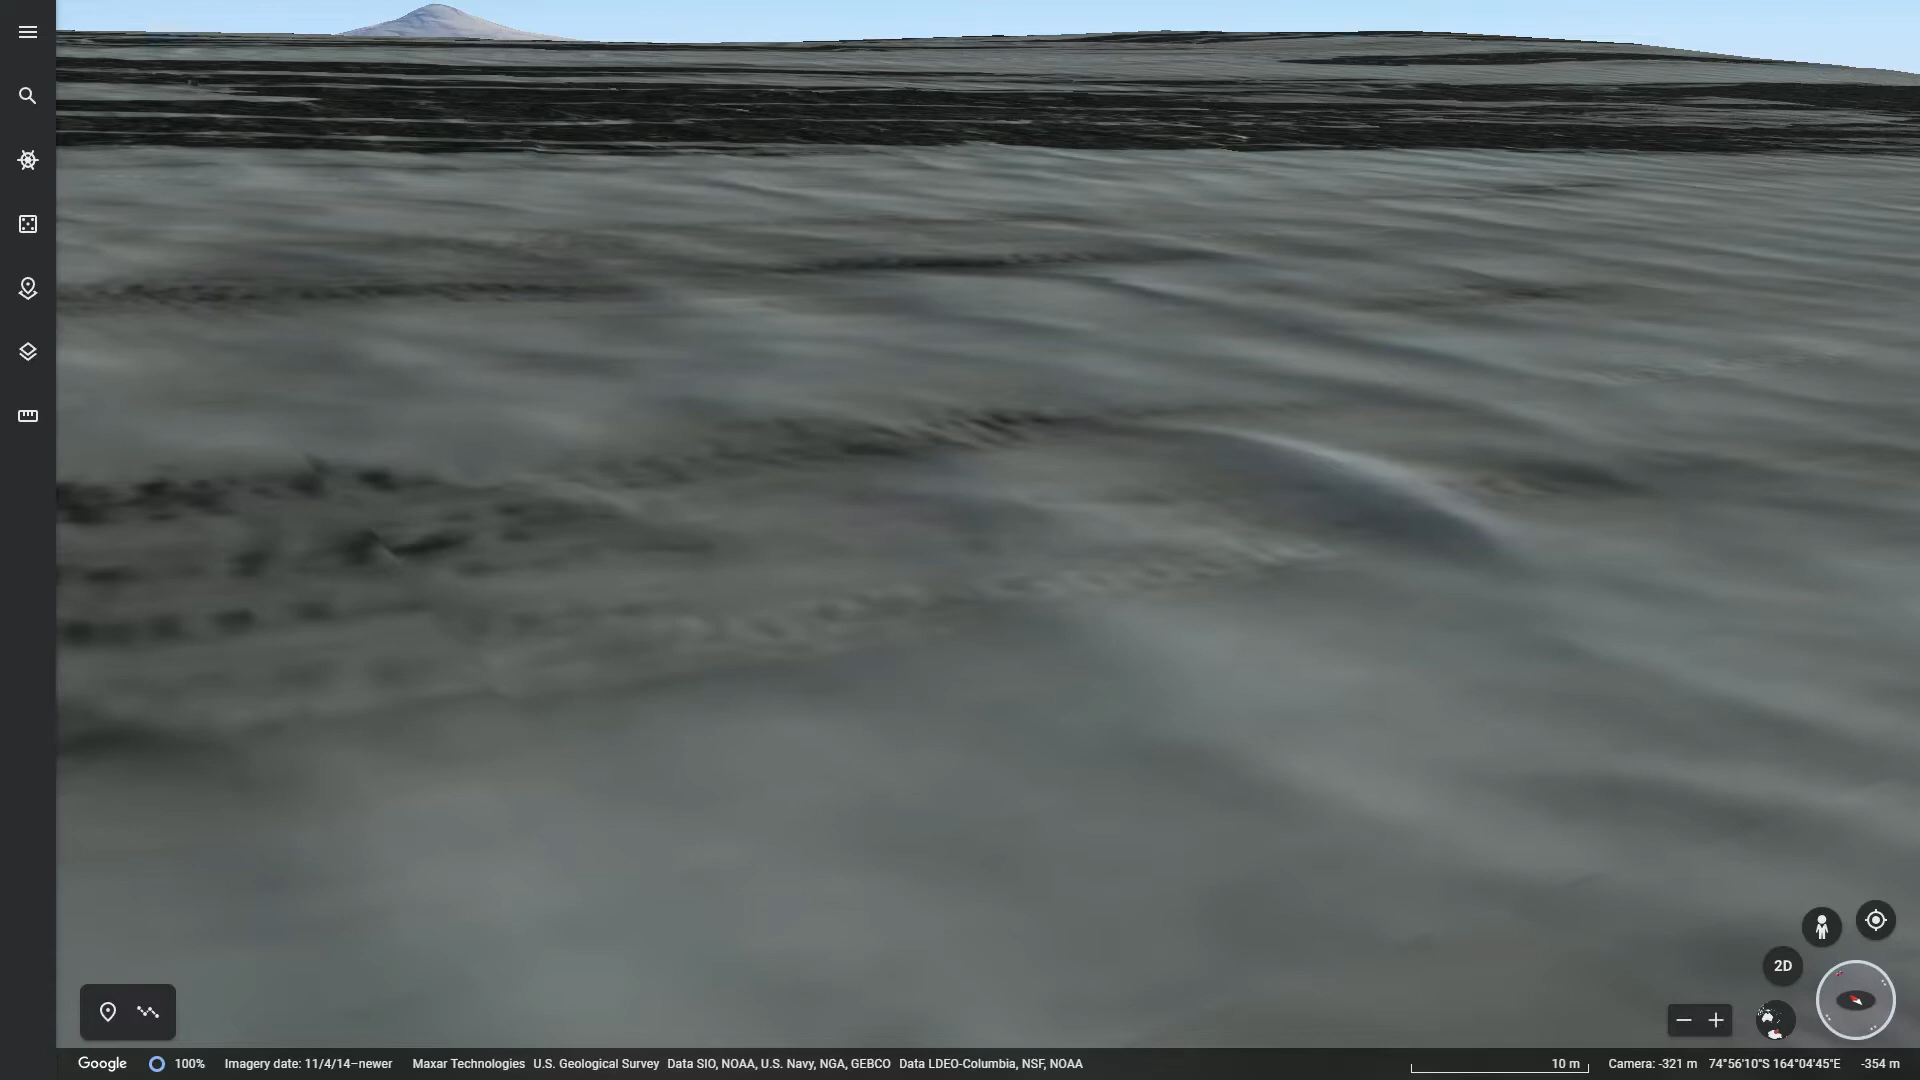 2D
Google 100% Imagery date: 11/4/14–newer Maxar Technologies U.S. Geological Survey Data SIO, NOAA, U.S. Navy, NGA, GEBCO Data LDEO-Columbia, NSF, NOAA 10 m Camera: -321 m 74°56'10"S 164°04'45"E -354 m